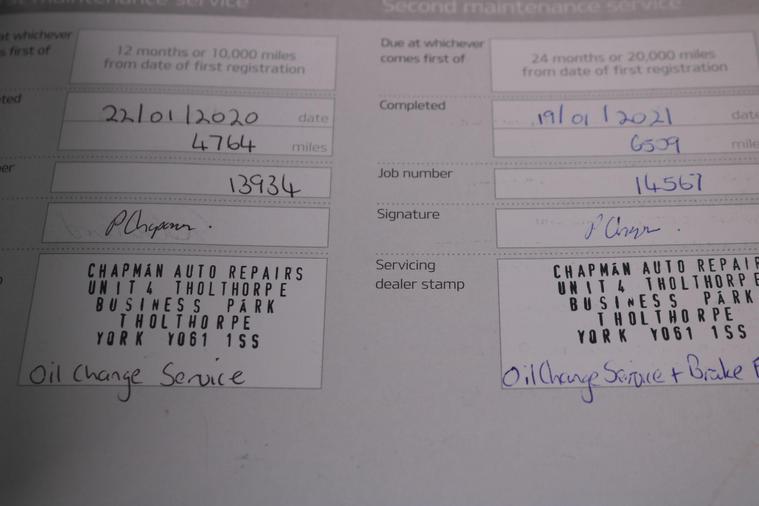 maintenance service
Second maintenance service
at whichever
s first of
12 months or 10,000 miles
from date of first registration
Due at whichever
comes first of
24 months or 20,000 miles
from date of first registration
22/01/2020 date
4764 miles
Completed
19/01/2021 date
6509 mile
13934
Job number
14567
P Chapman
Signature
CHAPMAN AUTO REPAIRS
UNIT 4 THOLTHORPE
BUSINESS PARK
THOLTHORPE
YORK YO61 1SS
Oil Change Service
Servicing
dealer stamp
CHAPMAN AUTO REPAIR
UNIT 4 THOLTHORPE
BUSINESS PARK
THOLTHORPE
YORK YO61 1SS
Oil Change Service + Brake F